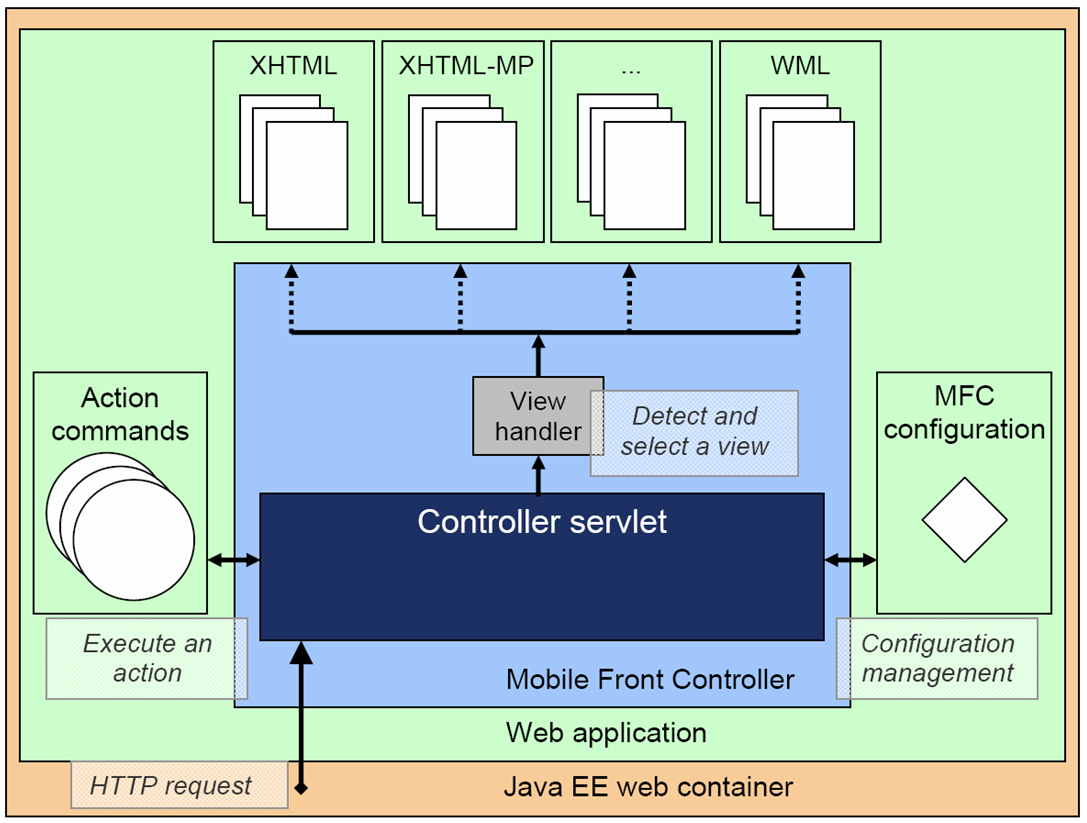 XHTML
XHTML-MP
...
WML
Action
commands
View
handler
Detect and
select a view
MFC
configuration
Controller servlet
Execute an
action
Configuration
management
Mobile Front Controller
Web application
HTTP request
Java EE web container